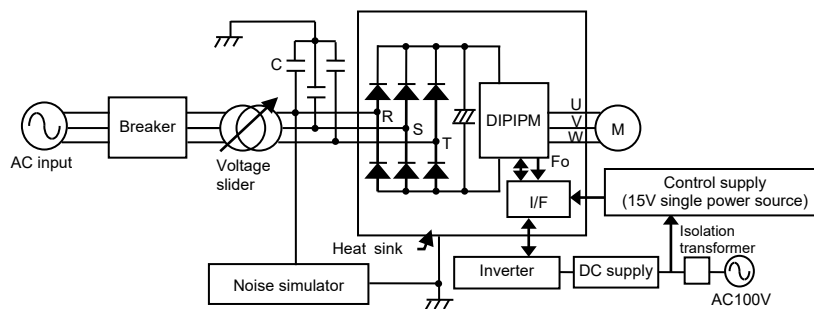 C
R
S
T
DIPIPM
U
V
W
M
Breaker
AC input
Voltage
slider
Fo
I/F
Control supply
(15V single power source)
Heat sink
Isolation
transformer
Noise simulator
Inverter
DC supply
AC100V